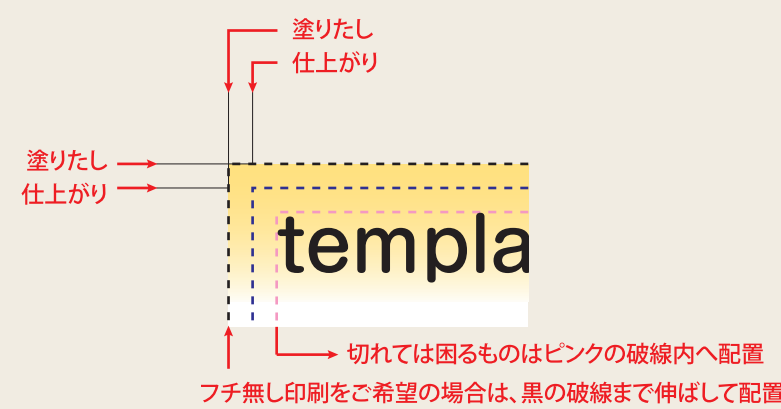 塗りたし
仕上がり
塗りたし
仕上がり
templa
切れては困るものはピンクの破線内へ配置
フチ無し印刷をご希望の場合は、黒の破線まで伸ばして配置